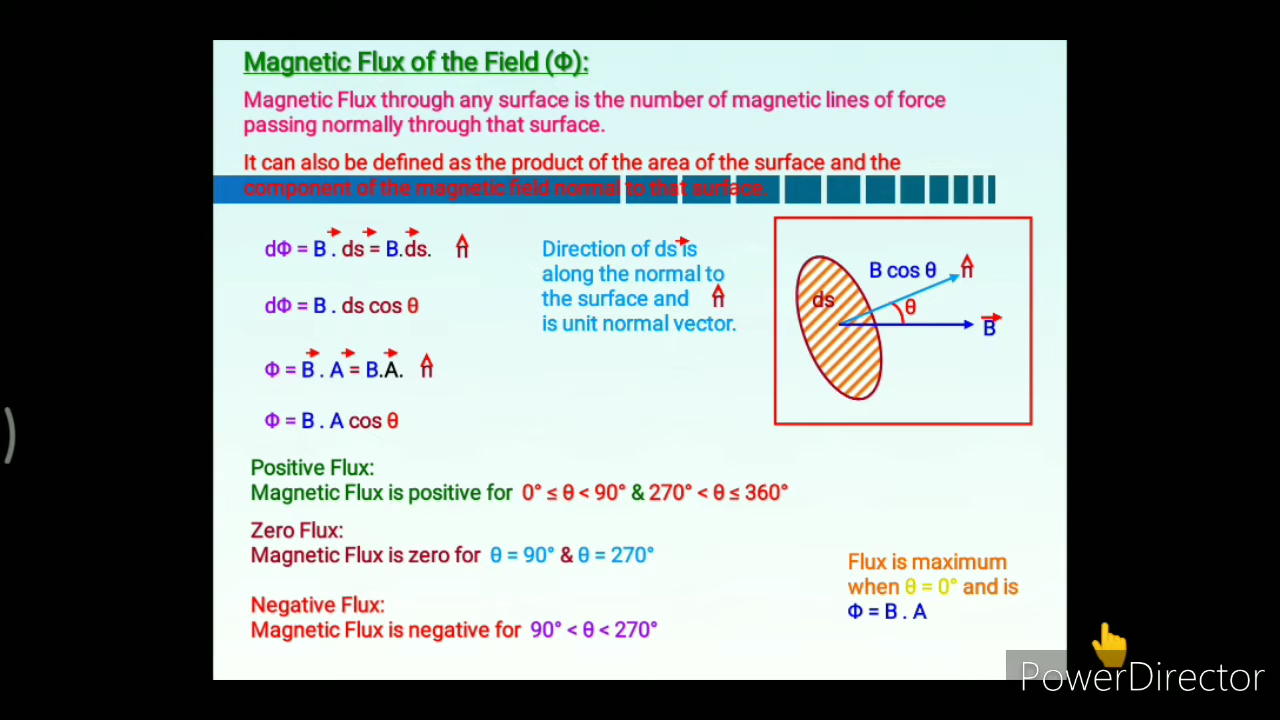 Magnetic Flux of the Field (Φ):
Magnetic Flux through any surface is the number of magnetic lines of force
passing normally through that surface.
It can also be defined as the product of the area of the surface and the
component of the magnetic field normal to that surface.
dΦ = B . ds = B.ds. n̂
dΦ = B . ds cos θ
Φ = B . A = B.A. n̂
Φ = B . A cos θ
Direction of ds is
along the normal to
the surface and n̂
is unit normal vector.
B cos θ n̂
ds θ
B
Positive Flux:
Magnetic Flux is positive for 0° ≤ θ < 90° & 270° < θ ≤ 360°
Zero Flux:
Magnetic Flux is zero for θ = 90° & θ = 270°
Negative Flux:
Magnetic Flux is negative for 90° < θ < 270°
Flux is maximum
when θ = 0° and is
Φ = B . A
PowerDirector